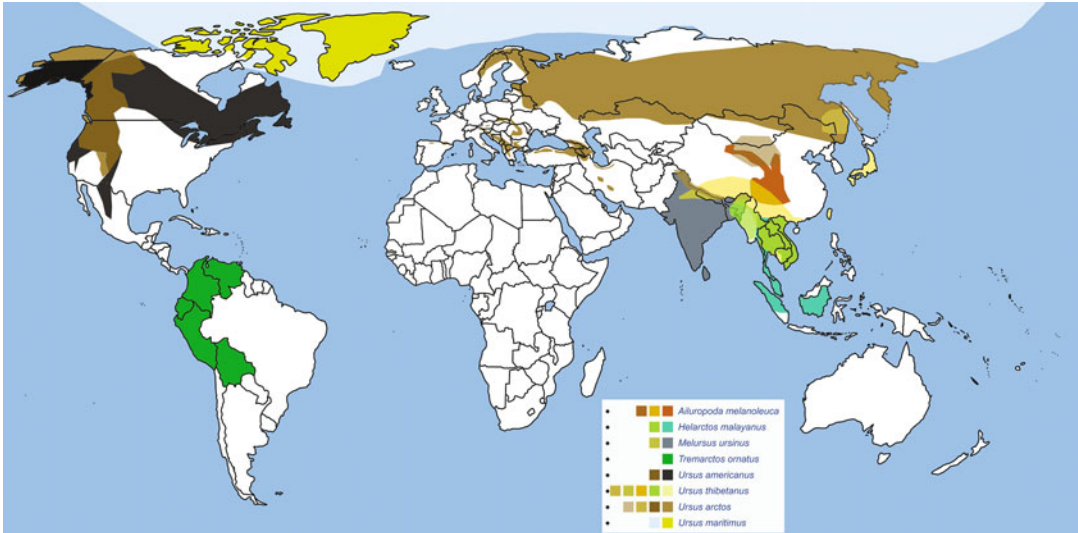 Ailuropoda melanoleuca
Helarctos malayanus
Melursus ursinus
Tremarctos ornatus
Ursus americanus
Ursus thibetanus
Ursus arctos
Ursus maritimus